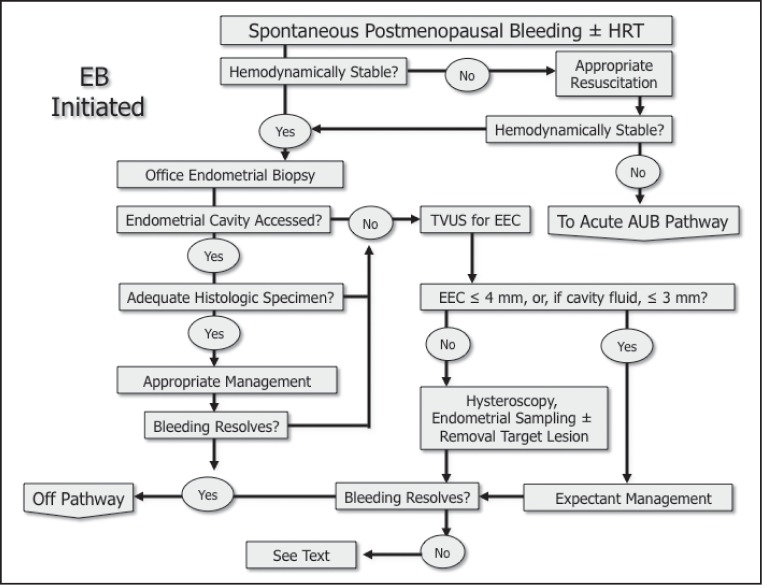 Spontaneous Postmenopausal Bleeding ± HRT
EB
Initiated
Hemodynamically Stable?
No
Appropriate
Resuscitation
Yes
Hemodynamically Stable?
Office Endometrial Biopsy
No
Endometrial Cavity Accessed?
No
TVUS for EEC
To Acute AUB Pathway
Yes
Adequate Histologic Specimen?
EEC ≤ 4 mm, or, if cavity fluid, ≤ 3 mm?
Yes
No
Yes
Appropriate Management
Hysteroscopy,
Endometrial Sampling ±
Removal Target Lesion
Bleeding Resolves?
Off Pathway
Yes
Bleeding Resolves?
Expectant Management
See Text
No